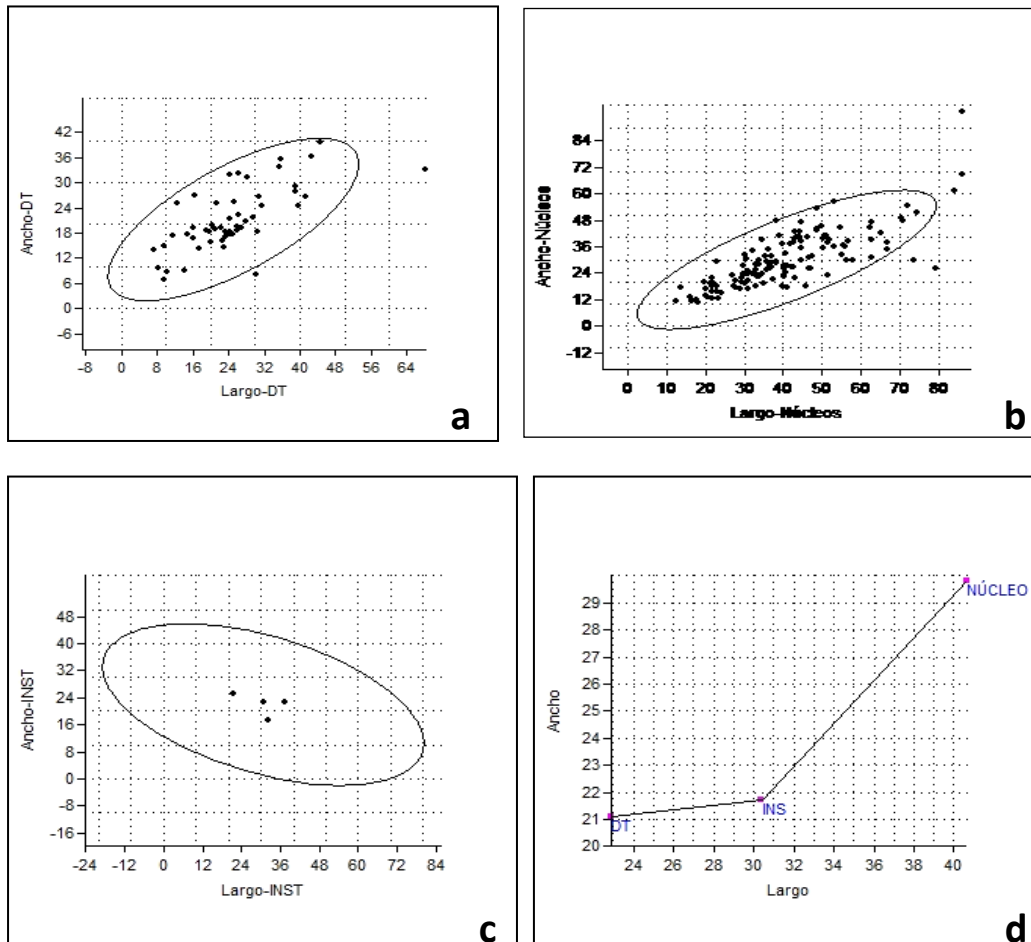 42
36
30
24
18
12
6
0
-6
Ancho-DT
-8 0 8 16 24 32 40 48 56 64
Largo-DT
a
84
72
60
48
36
24
12
0
-12
Ancho-Núcleos
0 10 20 30 40 50 60 70 80
Largo-Núcleos
b
48
40
32
24
16
8
0
-8
-16
Ancho-INST
-24 -12 0 12 24 36 48 60 72 84
Largo-INST
c
29
28
27
26
25
24
23
22
21
20
Ancho
NÚCLEO
INS
DT
24 26 28 30 32 34 36 38 40
Largo
d